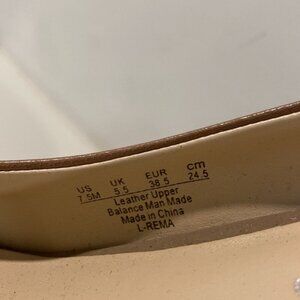 US UK EUR cm
7.5M 5.5 38.5 24.5
Leather Upper
Balance Man Made
Made in China
L-REMA